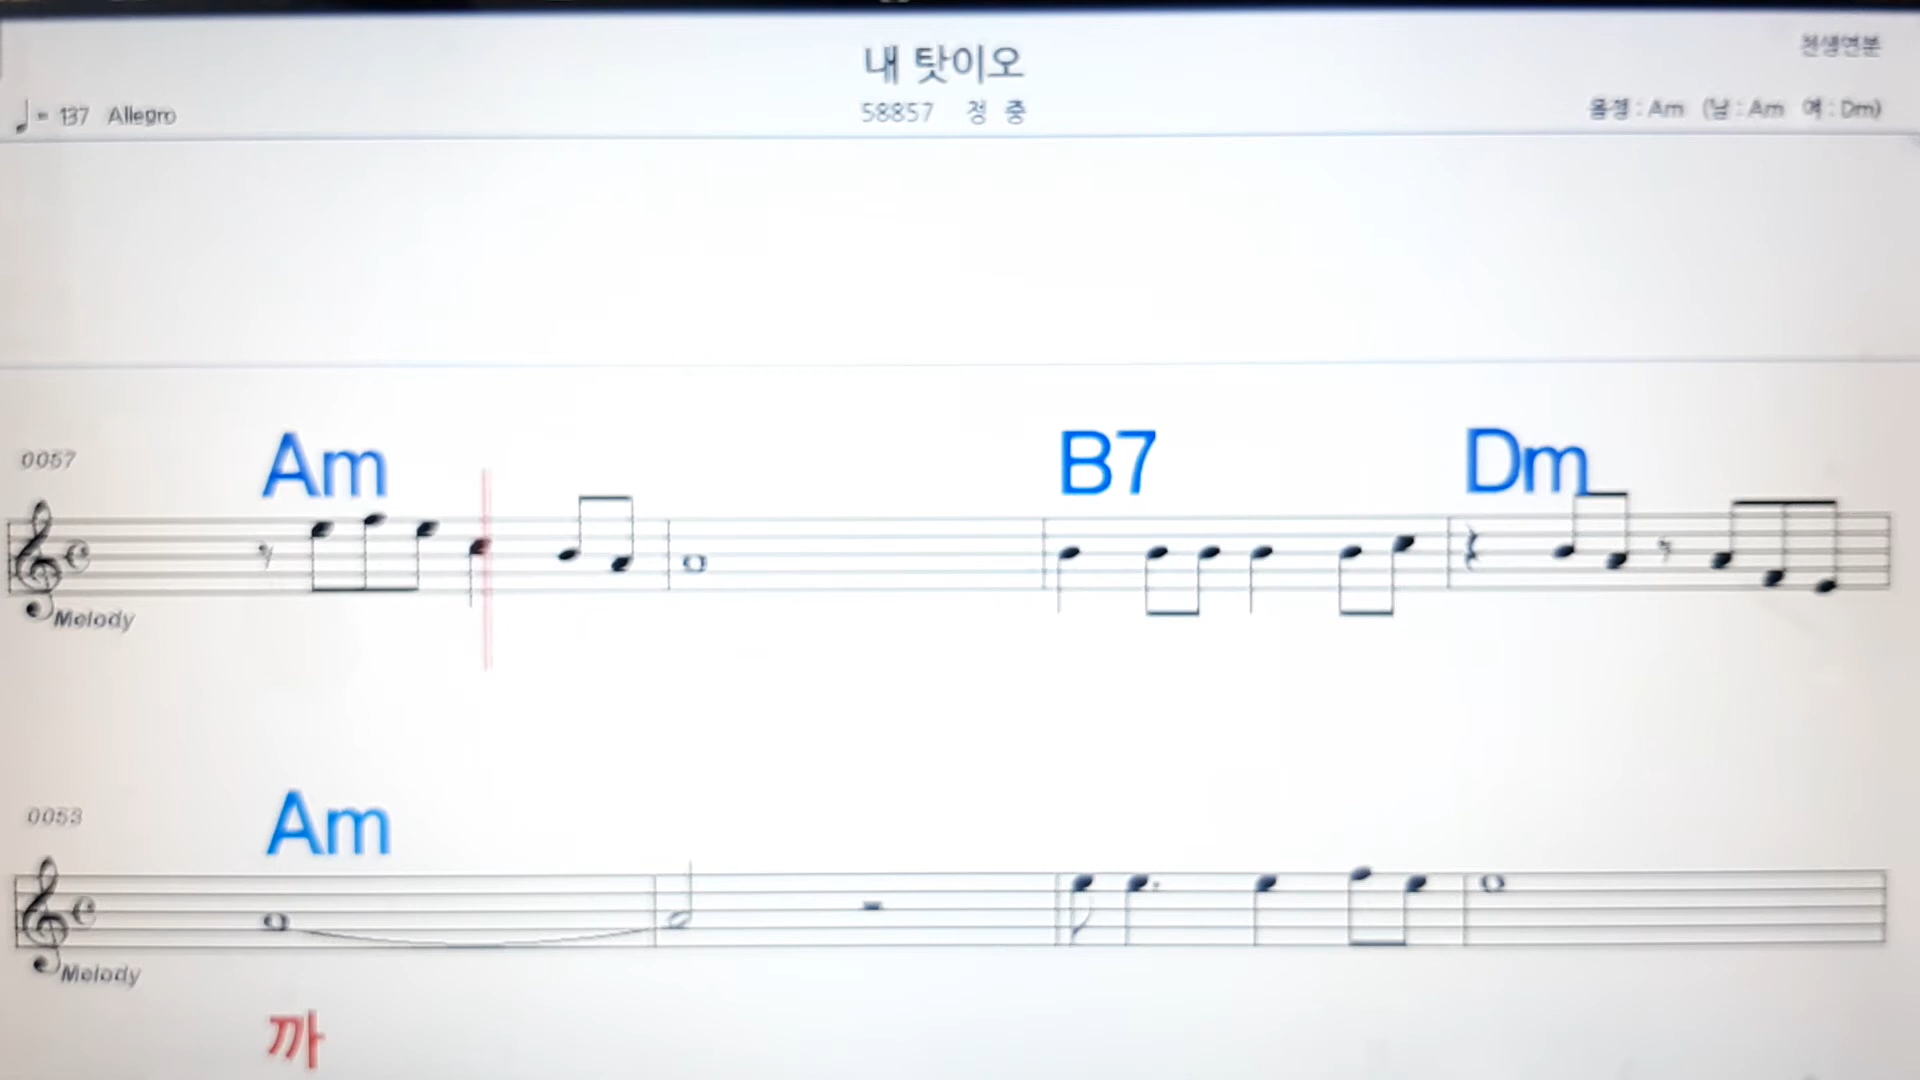 내 탓이오
천생연분
♩= 137 Allegro
58857 정 중
음정 : Am (남 : Am 여 : Dm)
0057
Am
B7
Dm
Melody
0053
Am
Melody
까